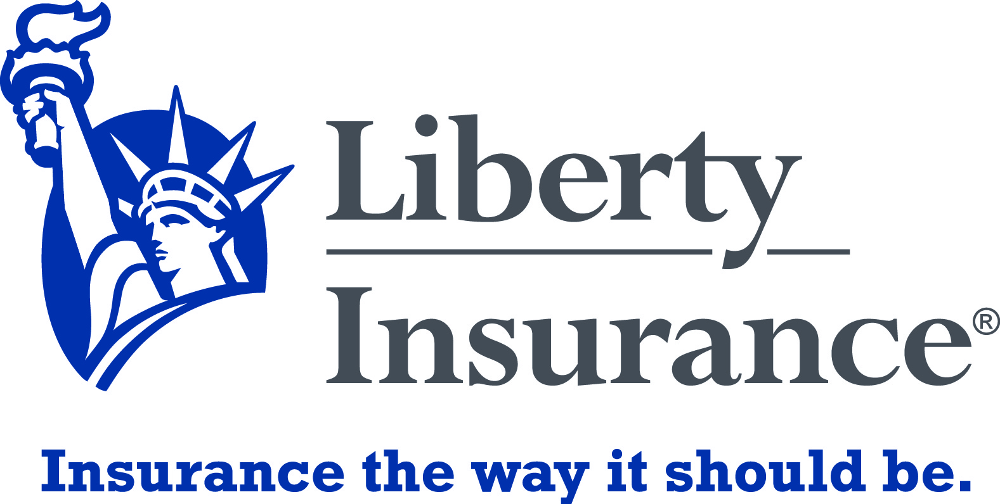 Liberty
Insurance®
Insurance the way it should be.